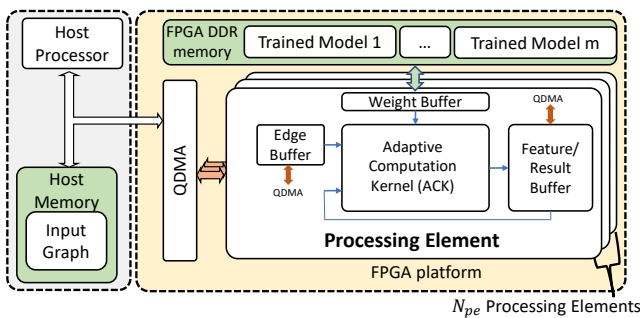 Host
Processor
Host
Memory
Input
Graph
QDMA
FPGA DDR
memory
Trained Model 1
...
Trained Model m
Weight Buffer
Edge
Buffer
QDMA
Adaptive
Computation
Kernel (ACK)
QDMA
Feature/
Result
Buffer
Processing Element
FPGA platform
N_pe Processing Elements